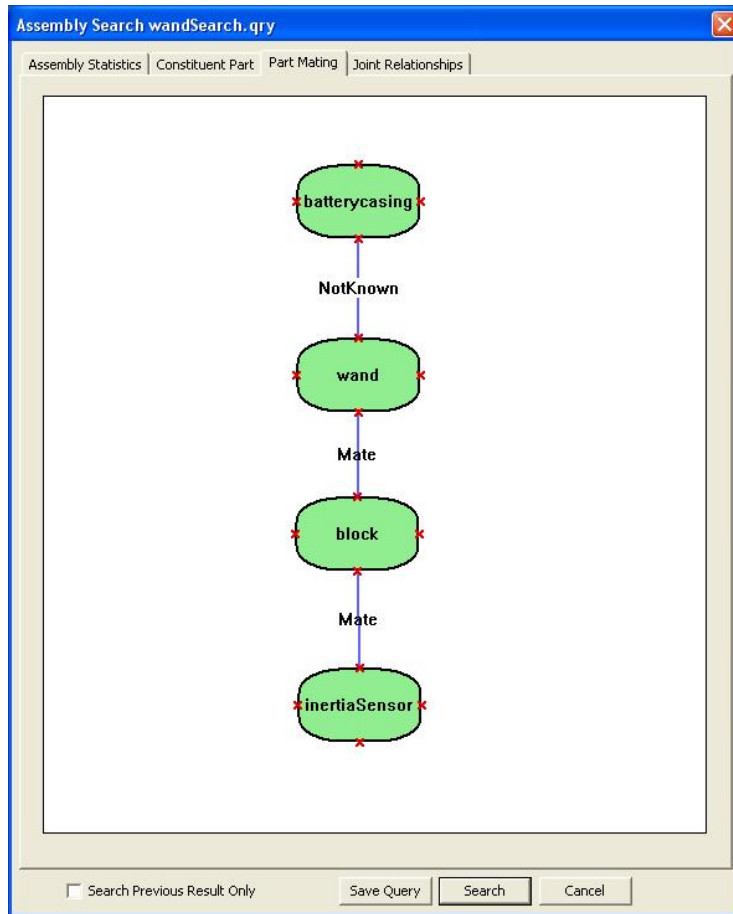 Assembly Search wandSearch.qry
Assembly Statistics Constituent Part Part Mating Joint Relationships
batterycasing
NotKnown
wand
Mate
block
Mate
inertiaSensor
Search Previous Result Only Save Query Search Cancel